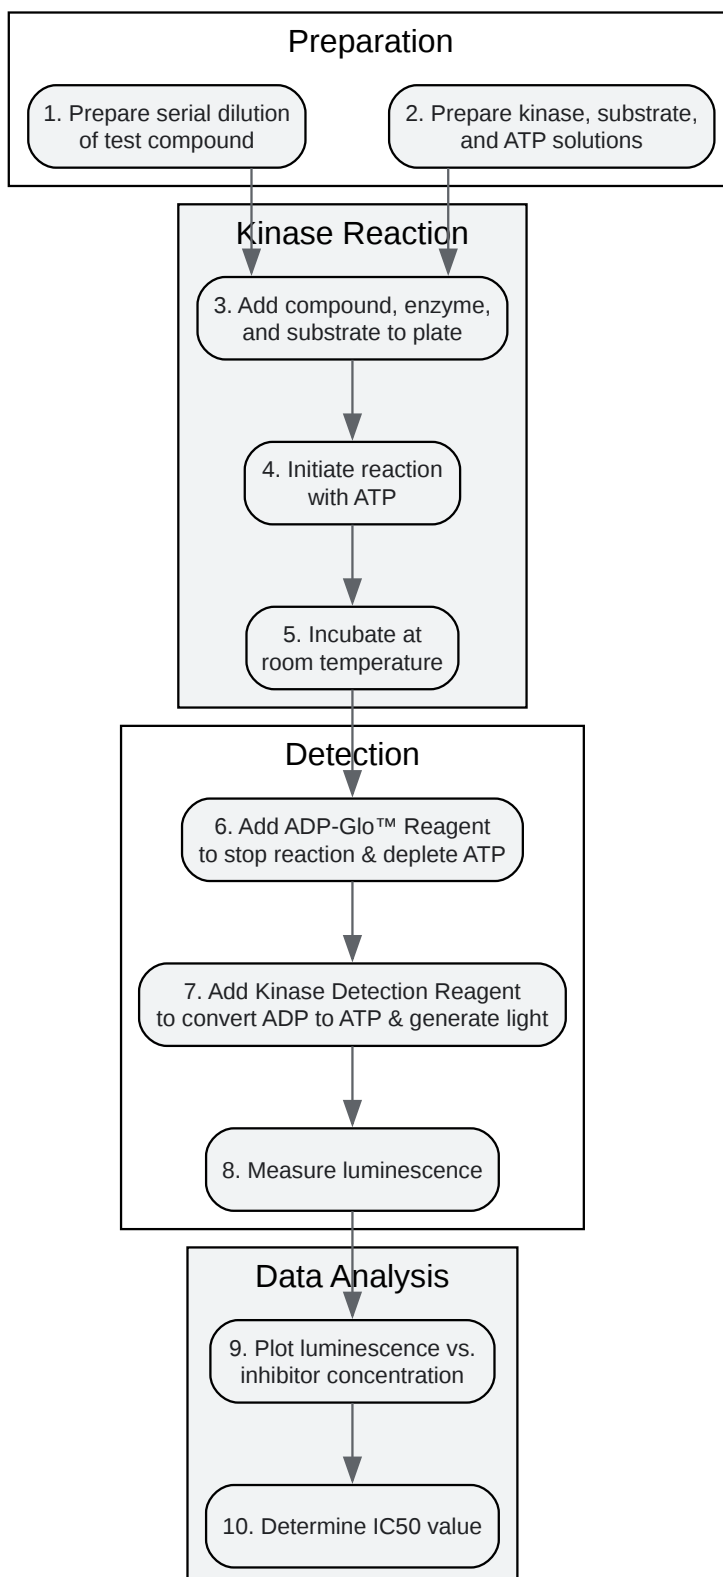 Preparation
1. Prepare serial dilution
of test compound
2. Prepare kinase, substrate,
and ATP solutions
Kinase Reaction
3. Add compound, enzyme,
and substrate to plate
4. Initiate reaction
with ATP
5. Incubate at
room temperature
Detection
6. Add ADP-Glo™ Reagent
to stop reaction & deplete ATP
7. Add Kinase Detection Reagent
to convert ADP to ATP & generate light
8. Measure luminescence
Data Analysis
9. Plot luminescence vs.
inhibitor concentration
10. Determine IC50 value